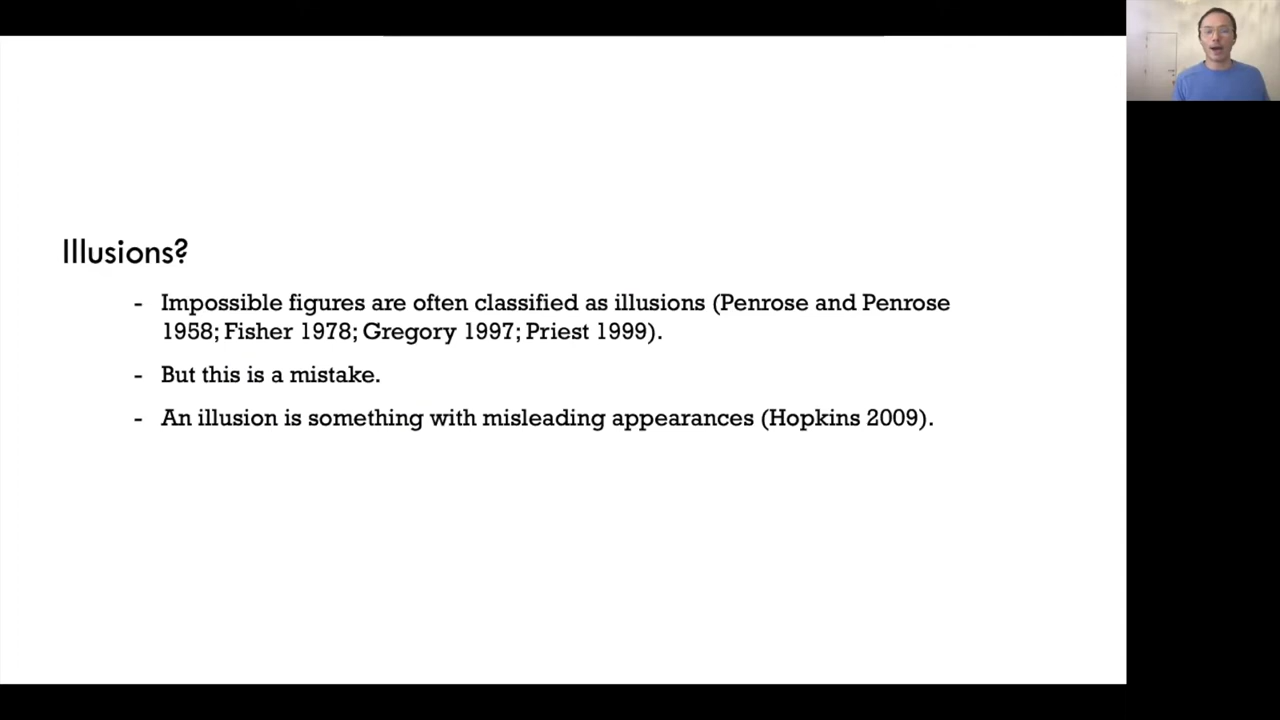 Illusions?
- Impossible figures are often classified as illusions (Penrose and Penrose
1958; Fisher 1978; Gregory 1997; Priest 1999).
- But this is a mistake.
- An illusion is something with misleading appearances (Hopkins 2009).